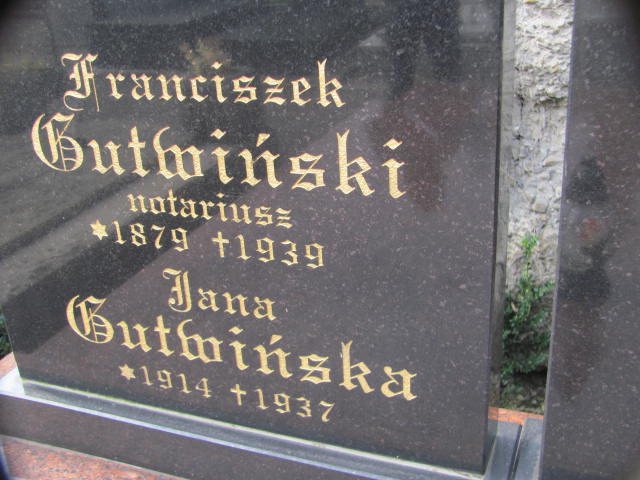 Franciszek
Gutwiński
notariusz
*1879 †1939
Jana
Gutwińska
*1914 †1937